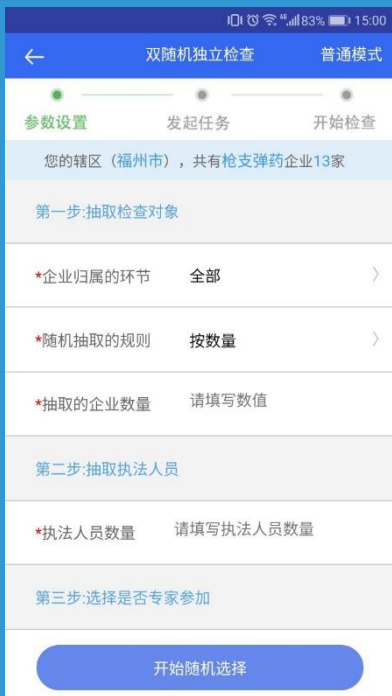 83% 15:00
双随机独立检查 普通模式
参数设置 发起任务 开始检查
您的辖区（福州市），共有枪支弹药企业13家
第一步:抽取检查对象
*企业归属的环节 全部
*随机抽取的规则 按数量
*抽取的企业数量 请填写数值
第二步:抽取执法人员
*执法人员数量 请填写执法人员数量
第三步:选择是否专家参加
开始随机选择